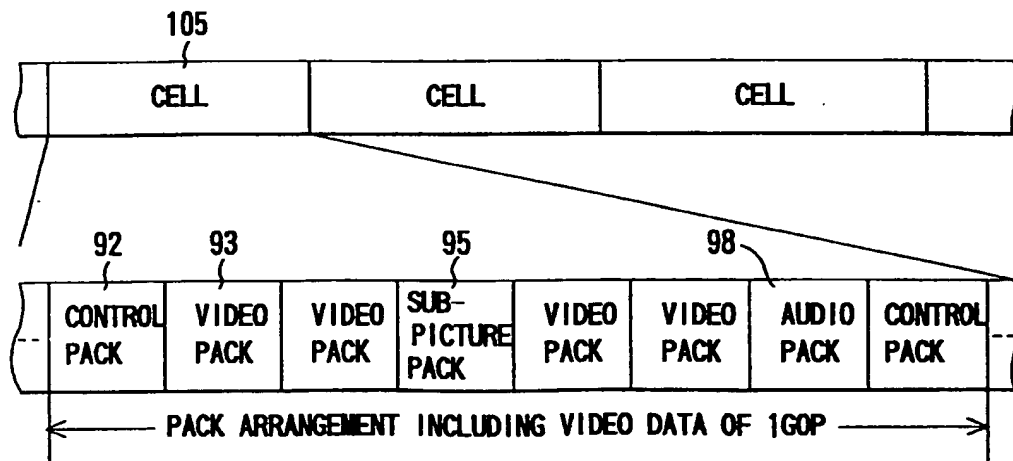 105
CELL CELL CELL
92 93 95 98
CONTROL PACK
VIDEO PACK
VIDEO PACK
SUB-PICTURE PACK
VIDEO PACK
VIDEO PACK
AUDIO PACK
CONTROL PACK
PACK ARRANGEMENT INCLUDING VIDEO DATA OF 1GOP